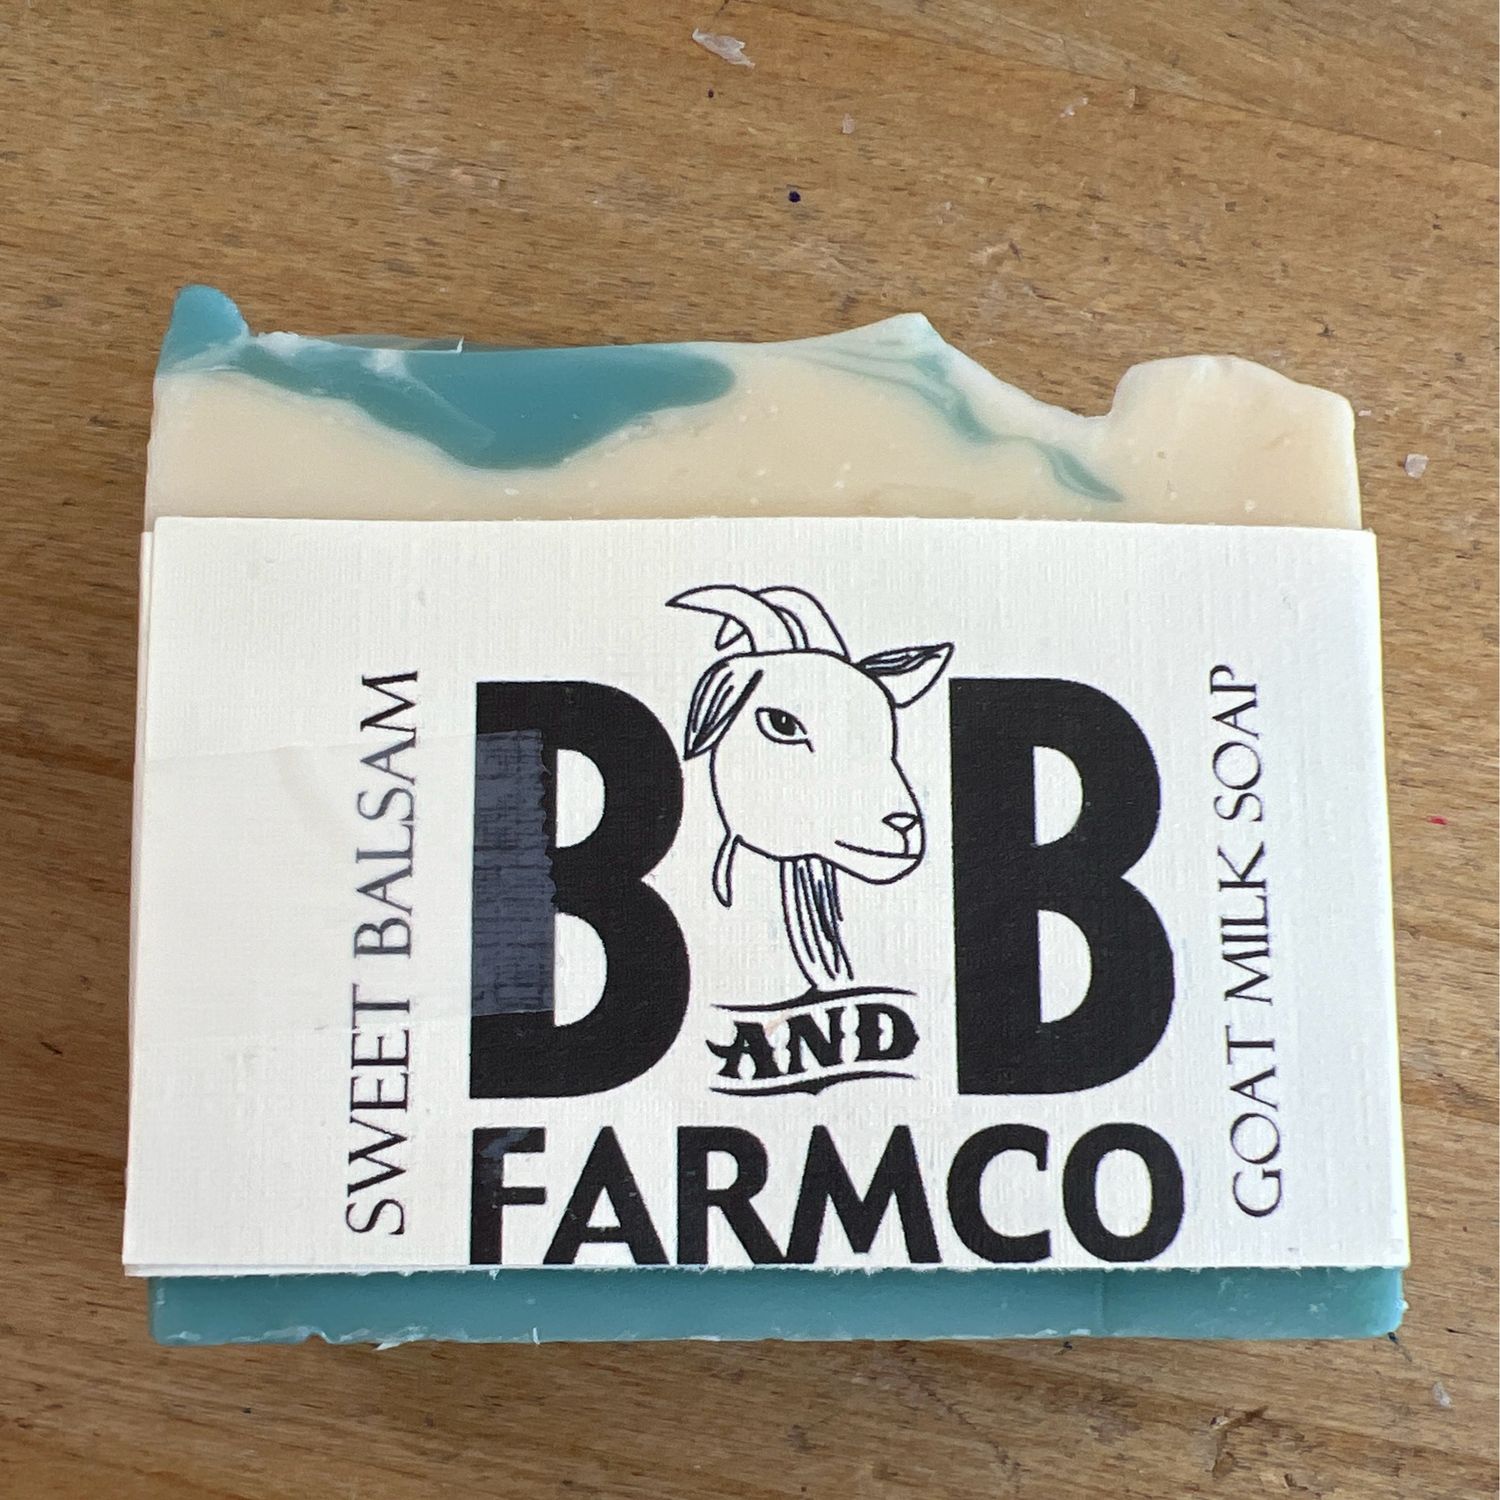 SWEET BALSAM
B B
AND
FARMCO
GOAT MILK SOAP